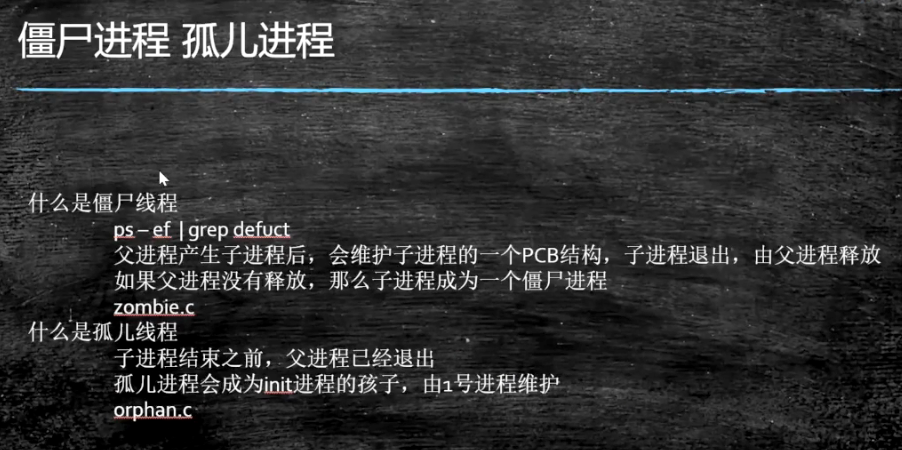 僵尸进程 孤儿进程
什么是僵尸线程
ps – ef | grep defuct
父进程产生子进程后，会维护子进程的一个PCB结构，子进程退出，由父进程释放
如果父进程没有释放，那么子进程成为一个僵尸进程
zombie.c
什么是孤儿线程
子进程结束之前，父进程已经退出
孤儿进程会成为init进程的孩子，由1号进程维护
orphan.c